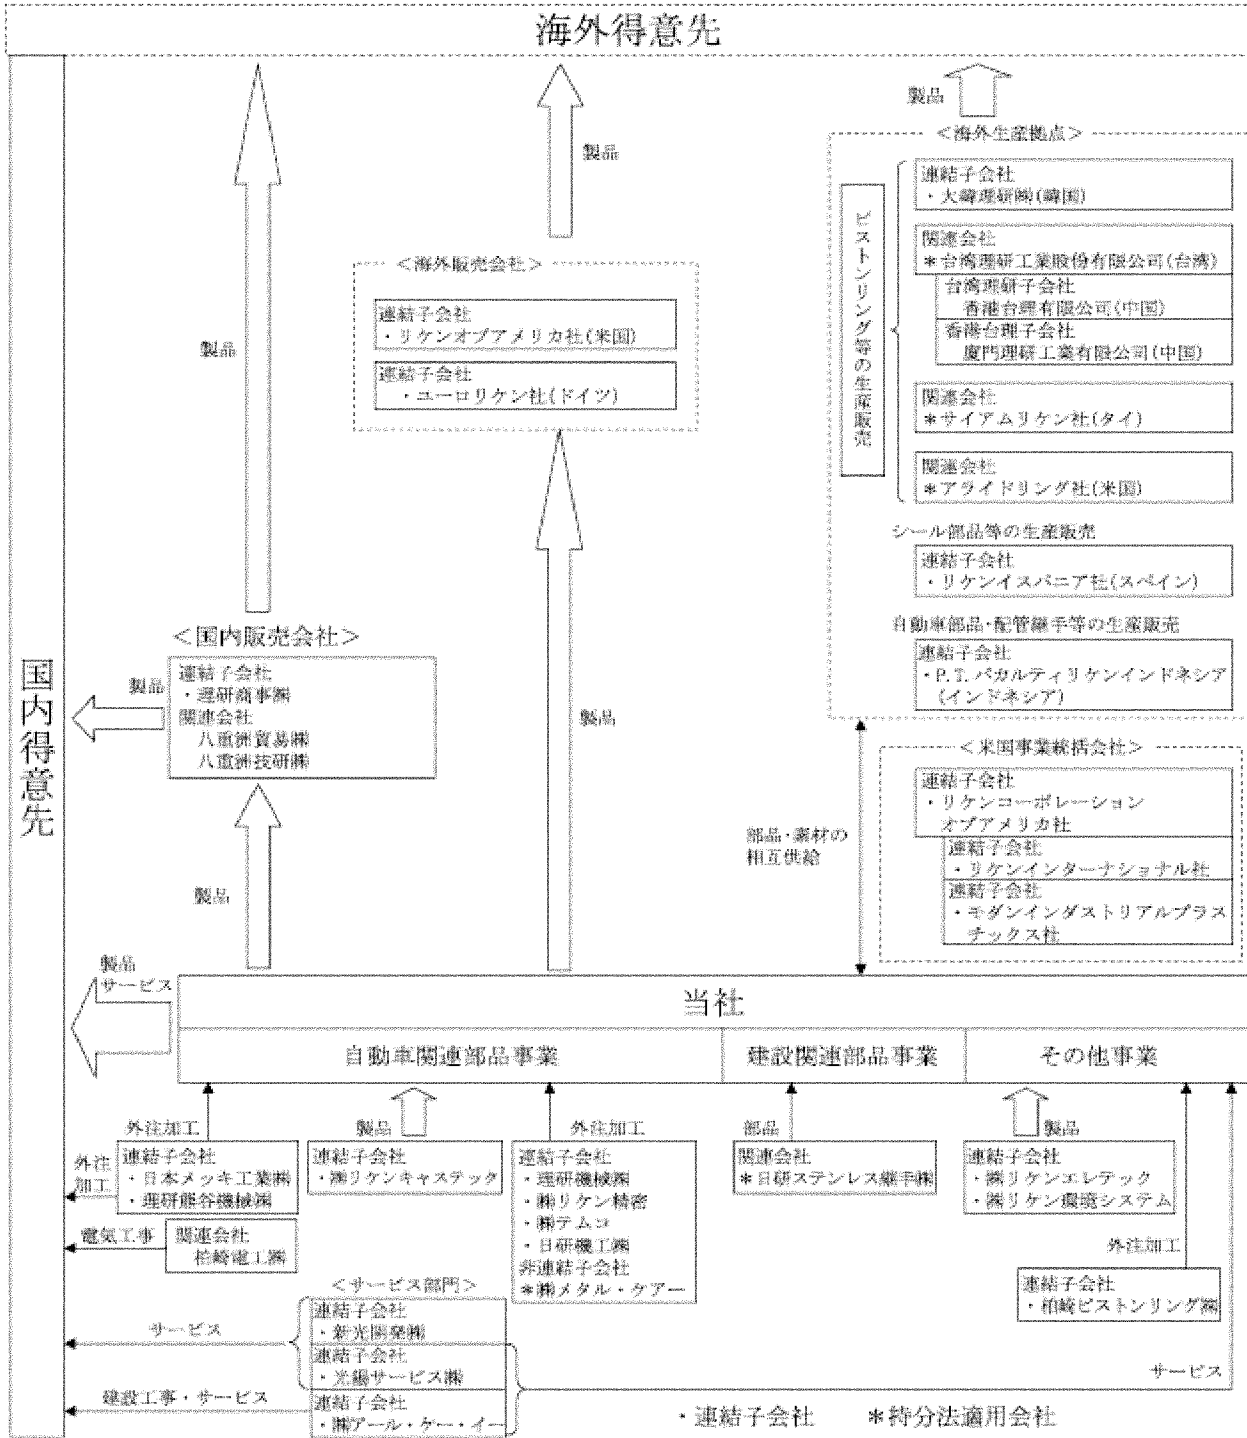 海外得意先
国内得意先
製品
製品
製品
＜海外生産拠点＞
ピストンリング等の生産販売
連結子会社
・大韓理研㈱(韓国)
関連会社
＊台湾理研工業股份有限公司(台湾)
台湾理研子会社
香港台理有限公司(中国)
香港台理子会社
廈門理研工業有限公司(中国)
関連会社
＊サイアムリケン社(タイ)
関連会社
＊アライドリング社(米国)
シール部品等の生産販売
連結子会社
・リケンイスパニア社(スペイン)
自動車部品・配管継手等の生産販売
連結子会社
・P.T.パカルティリケンインドネシア
(インドネシア)
＜海外販売会社＞
連結子会社
・リケンオブアメリカ社(米国)
連結子会社
・ユーロリケン社(ドイツ)
＜国内販売会社＞
連結子会社
・理研商事㈱
関連会社
八重洲貿易㈱
八重洲技研㈱
製品
製品
製品
部品・素材の
相互供給
＜米国事業統括会社＞
連結子会社
・リケンコーポレーション
オブアメリカ社
連結子会社
・リケンインターナショナル社
連結子会社
・モダンインダストリアルプラス
チックス社
製品
サービス
当社
自動車関連部品事業
建設関連部品事業
その他事業
外注加工
連結子会社
・日本メッキ工業㈱
・理研熊谷機械㈱
外注
加工
製品
連結子会社
・㈱リケンキャステック
外注加工
連結子会社
・理研機械㈱
・㈱リケン精密
・㈱テムコ
・日研機工㈱
非連結子会社
＊㈱メタル・ケアー
部品
関連会社
＊日研ステンレス継手㈱
製品
連結子会社
・㈱リケンエレテック
・㈱リケン環境システム
電気工事
関連会社
柏崎電工㈱
外注加工
連結子会社
・柏崎ピストンリング㈱
＜サービス部門＞
連結子会社
・新光開発㈱
連結子会社
・光陽サービス㈱
連結子会社
・㈱アール・ケー・イー
サービス
建設工事・サービス
サービス
・連結子会社
＊持分法適用会社